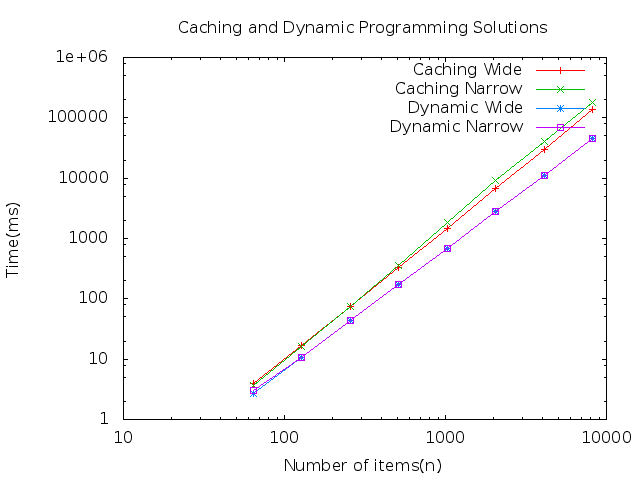 Caching and Dynamic Programming Solutions
1e+06
100000
10000
1000
100
10
1
Time(ms)
Caching Wide
Caching Narrow
Dynamic Wide
Dynamic Narrow
10 100 1000 10000
Number of items(n)